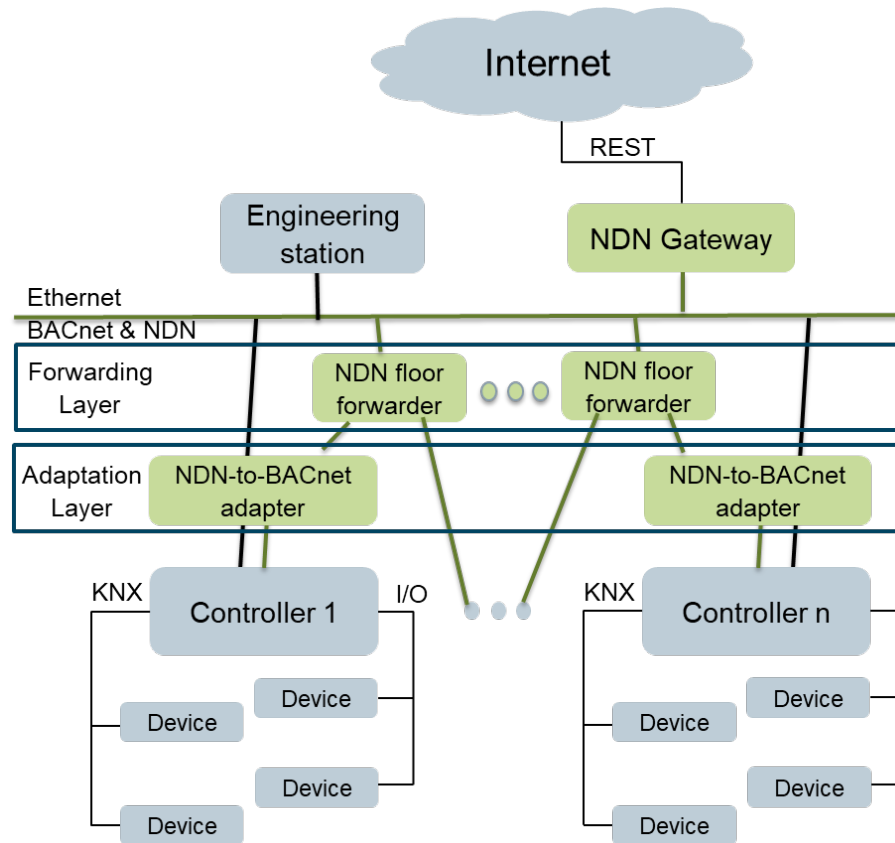 Internet
REST
Engineering
station
NDN Gateway
Ethernet
BACnet & NDN
Forwarding
Layer
NDN floor
forwarder
NDN floor
forwarder
Adaptation
Layer
NDN-to-BACnet
adapter
NDN-to-BACnet
adapter
KNX
Controller 1
I/O
KNX
Controller n
Device
Device
Device
Device
Device
Device
Device
Device